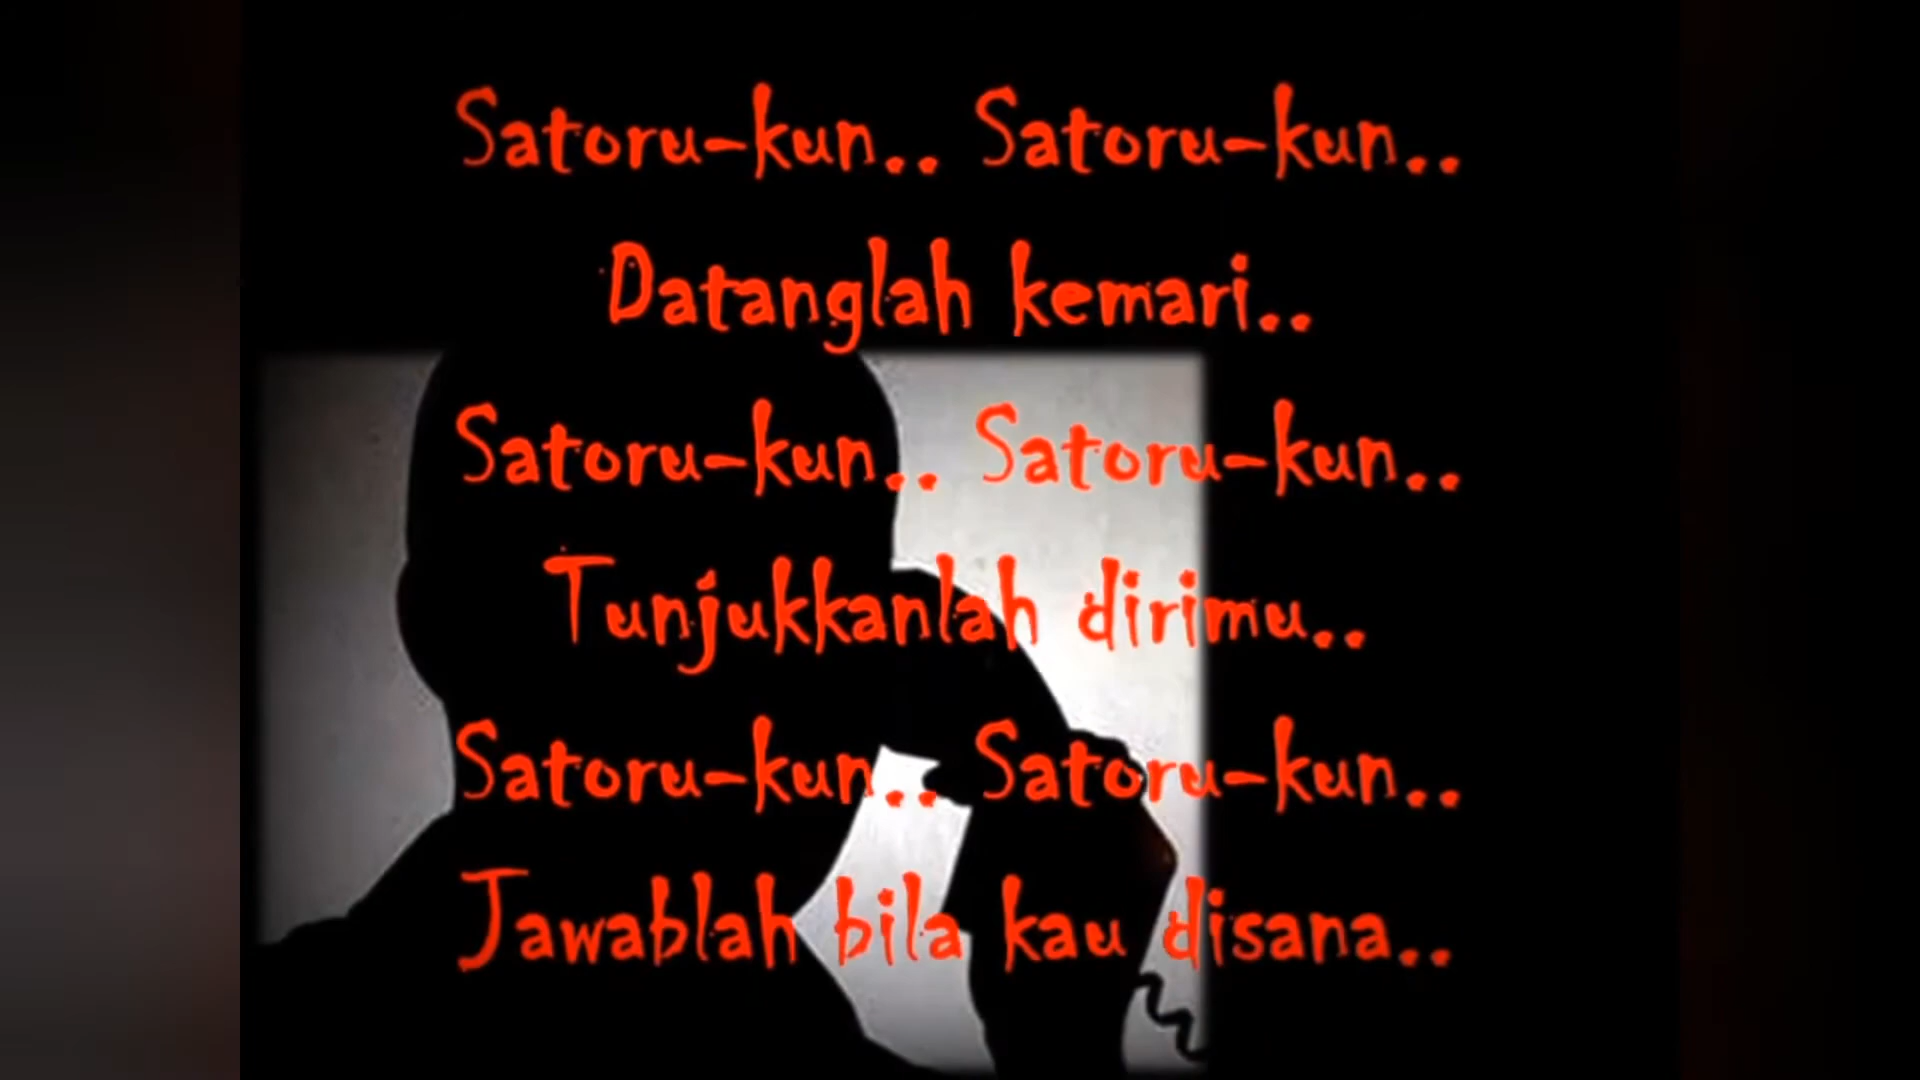 Satoru-kun.. Satoru-kun..
Datanglah kemari..
Satoru-kun.. Satoru-kun..
Tunjukkanlah dirimu..
Satoru-kun.. Satoru-kun..
Jawablah bila kau disana..